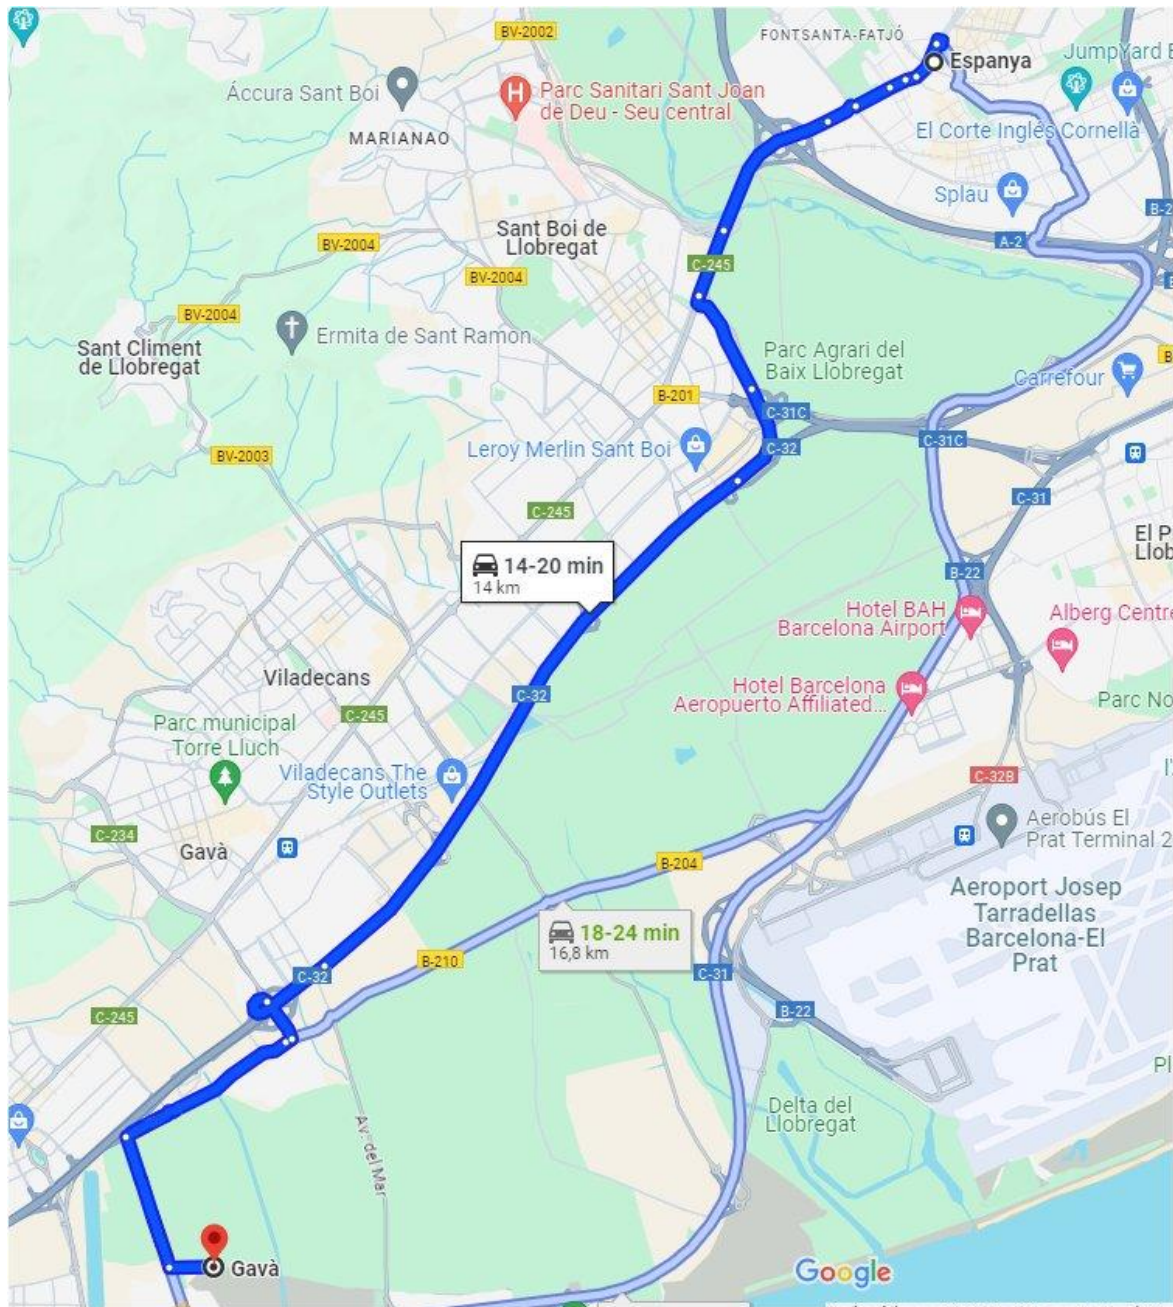 BV-2002
FONTSANTA-FATJÓ
Espanya
JumpYard
Áccura Sant Boi
Parc Sanitari Sant Joan
de Deu - Seu central
MARIANAO
El Corte Inglés Cornellà
Splau
Sant Boi de
Llobregat
BV-2004
A-2
C-245
BV-2004
BV-2004
Ermita de Sant Ramon
Sant Climent
de Llobregat
Parc Agrari del
Baix Llobregat
Carrefour
B-201
C-31C
C-31C
Leroy Merlin Sant Boi
C-32
BV-2003
C-31
C-245
El P
Llob
14-20 min
14 km
B-22
Hotel BAH
Barcelona Airport
Alberg Centre
Viladecans
C-32
Hotel Barcelona
Aeropuerto Affiliated...
Parc No
C-245
Parc municipal
Torre Lluch
Viladecans The
Style Outlets
C-32B
C-234
Aerobús El
Prat Terminal 2
Gavà
B-204
Aeroport Josep
Tarradellas
Barcelona-El
Prat
18-24 min
16,8 km
B-210
C-32
C-31
C-245
B-22
Pl
Delta del
Llobregat
Av. del Mar
Gavà
Google